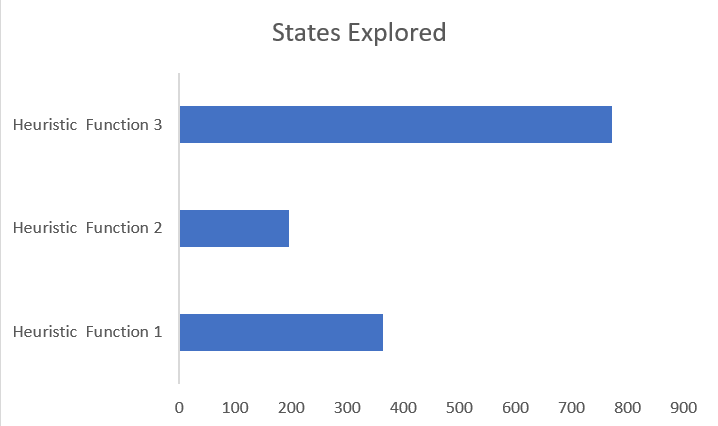 States Explored
Heuristic  Function 3
Heuristic  Function 2
Heuristic  Function 1
0 100 200 300 400 500 600 700 800 900